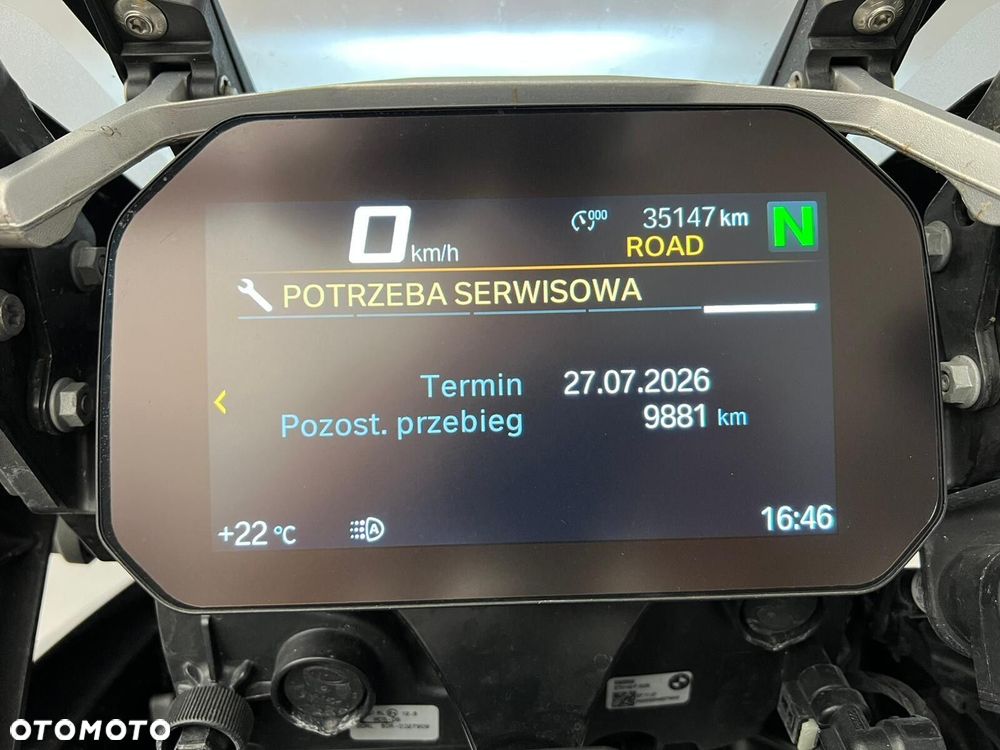 000 35147 km
0 km/h
ROAD
N
POTRZEBA SERWISOWA
Termin 27.07.2026
Pozost. przebieg 9881 km
+22 °C
A
16:46
OTOMOTO